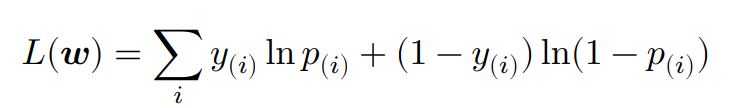 L(w) = ∑_i y_(i) ln p_(i) + (1 − y_(i)) ln(1 − p_(i))